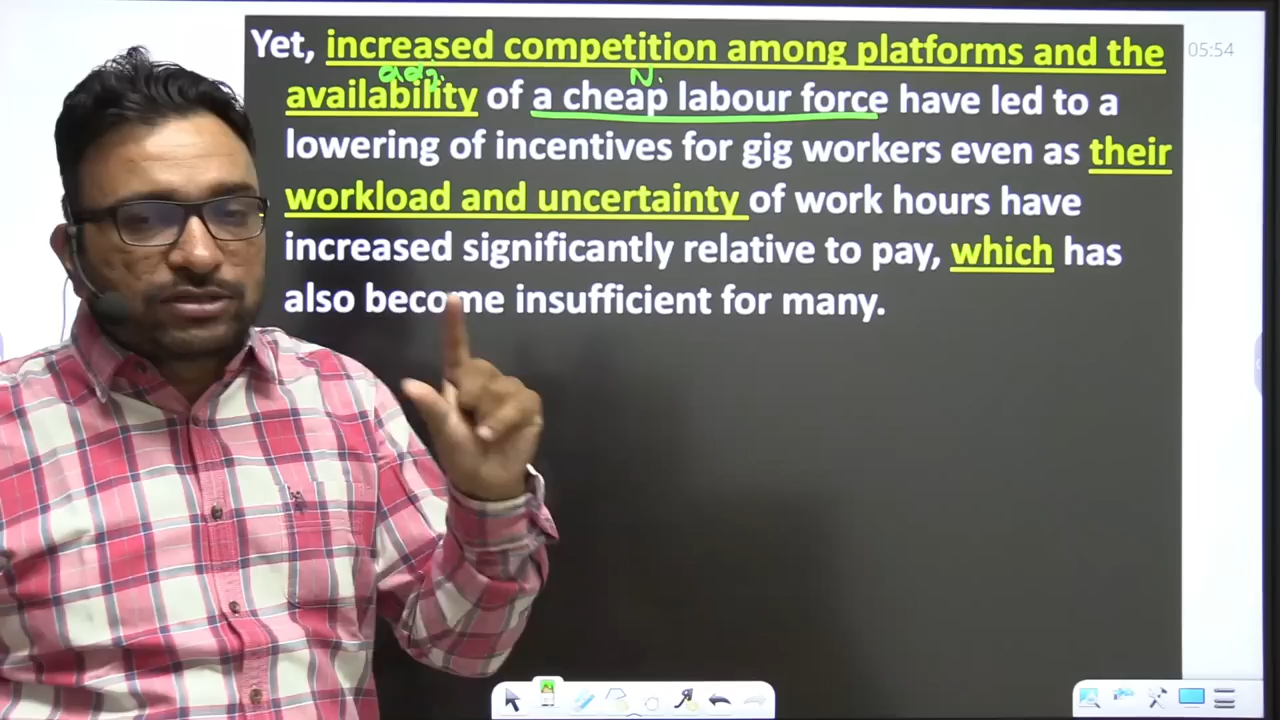 Yet, increased competition among platforms and the
05:54
adj. N.
availability of a cheap labour force have led to a
lowering of incentives for gig workers even as their
workload and uncertainty of work hours have
increased significantly relative to pay, which has
also become insufficient for many.